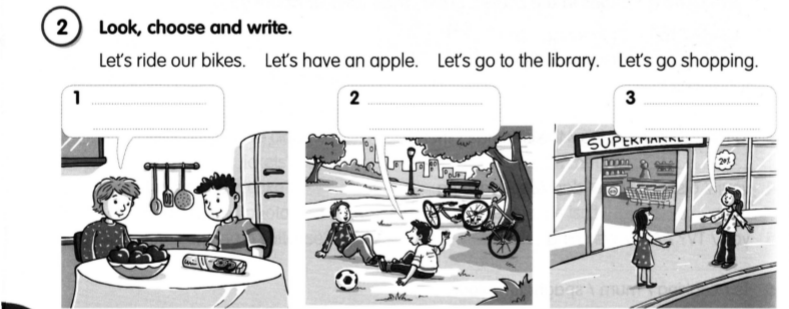 2 Look, choose and write.
Let's ride our bikes. Let's have an apple. Let's go to the library. Let's go shopping.
1
2
3
SUPERMARKET